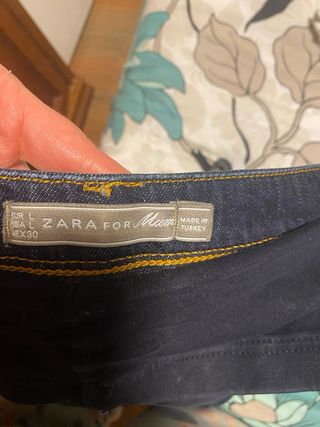 EUR L
USA L
MEX 30
ZARA FOR Mum
MADE IN
TURKEY